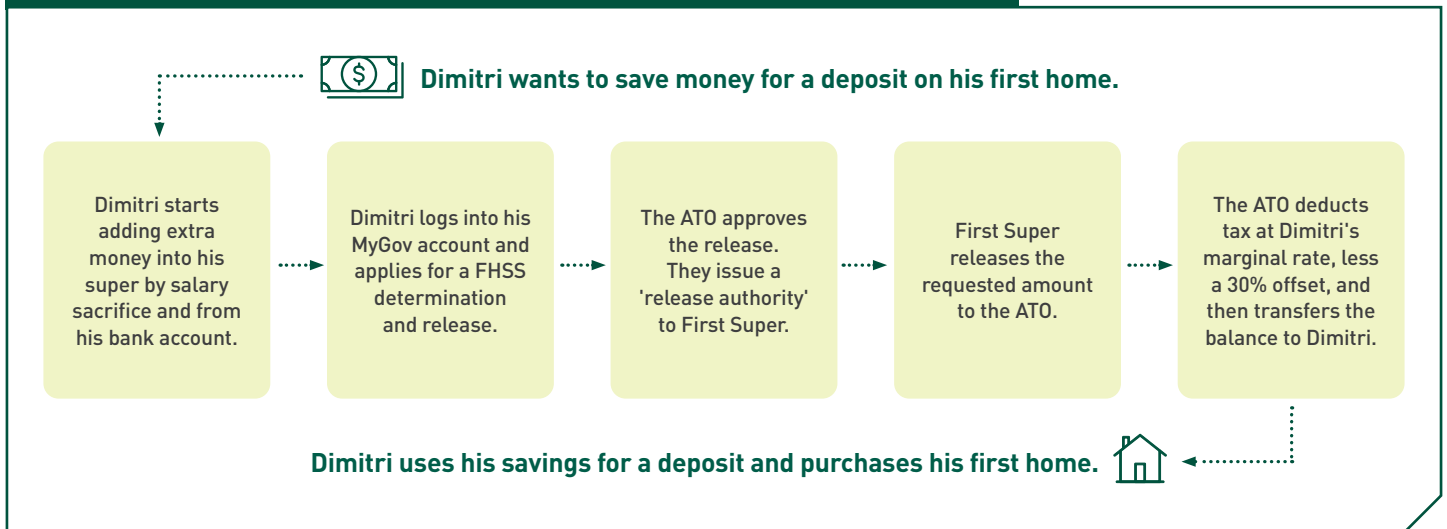 $
Dimitri wants to save money for a deposit on his first home.
Dimitri starts
adding extra
money into his
super by salary
sacrifice and from
his bank account.
Dimitri logs into his
MyGov account and
applies for a FHSS
determination
and release.
The ATO approves
the release.
They issue a
'release authority'
to First Super.
First Super
releases the
requested amount
to the ATO.
The ATO deducts
tax at Dimitri's
marginal rate, less
a 30% offset, and
then transfers the
balance to Dimitri.
Dimitri uses his savings for a deposit and purchases his first home.